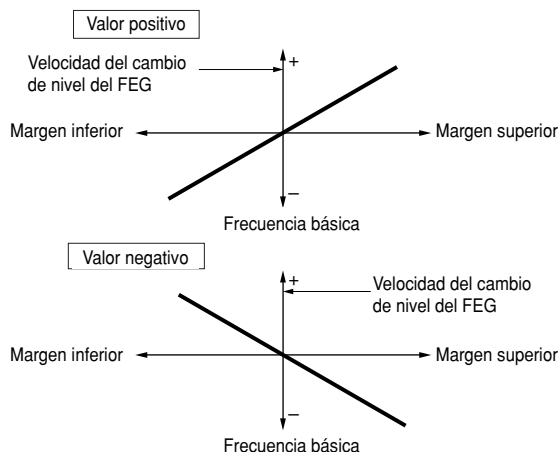 Valor positivo
Velocidad del cambio
de nivel del FEG
+
Margen inferior
Margen superior
–
Frecuencia básica
Valor negativo
+
Velocidad del cambio
de nivel del FEG
Margen inferior
Margen superior
–
Frecuencia básica